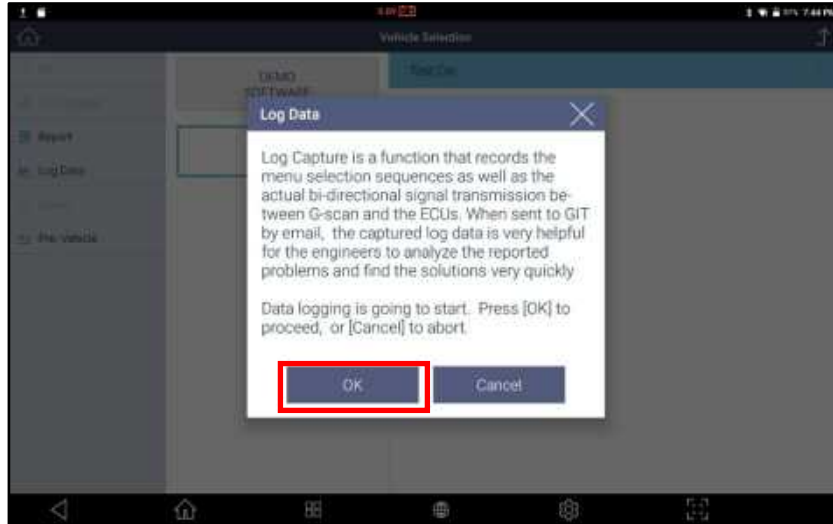 7:44 PM
Vehicle Selection
DEMO
SOFTWARE
Test Car
Report
Log Data
Pre. Vehicle
Log Data
Log Capture is a function that records the
menu selection sequences as well as the
actual bi-directional signal transmission be-
tween G-scan and the ECUs. When sent to GIT
by email, the captured log data is very helpful
for the engineers to analyze the reported
problems and find the solutions very quickly
Data logging is going to start. Press [OK] to
proceed, or [Cancel] to abort
OK
Cancel